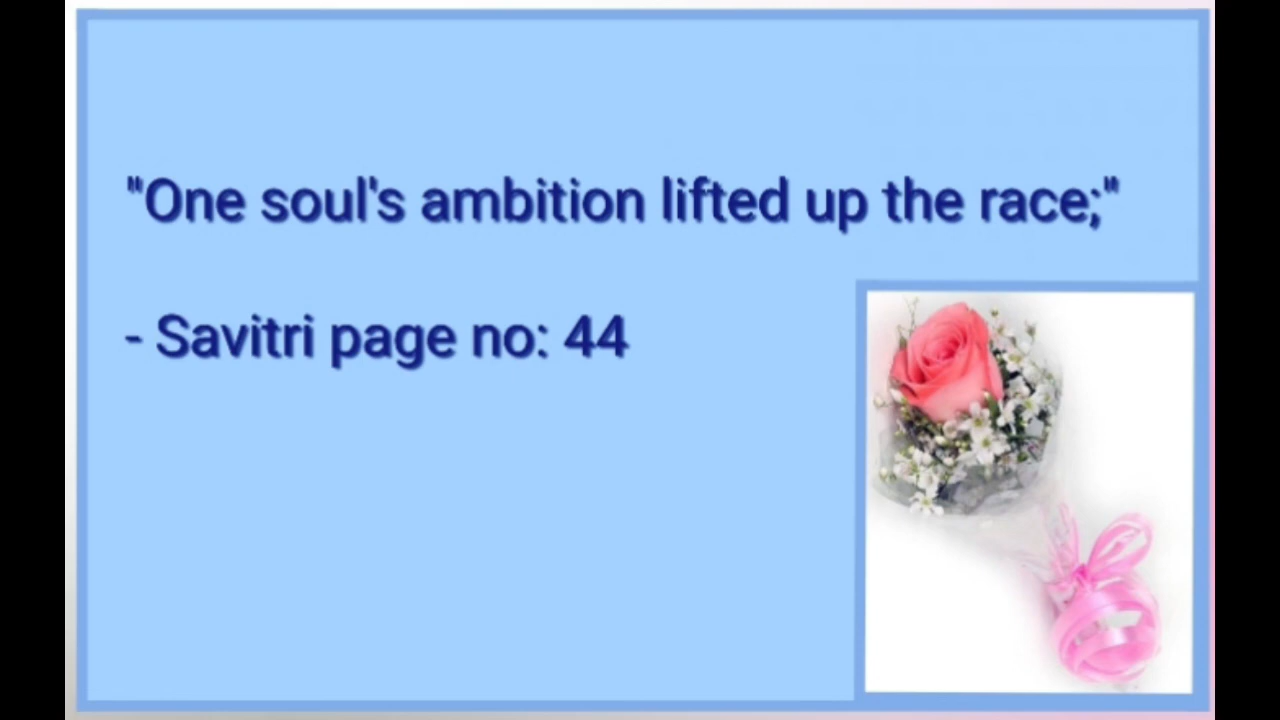 "One soul's ambition lifted up the race;"
- Savitri page no: 44